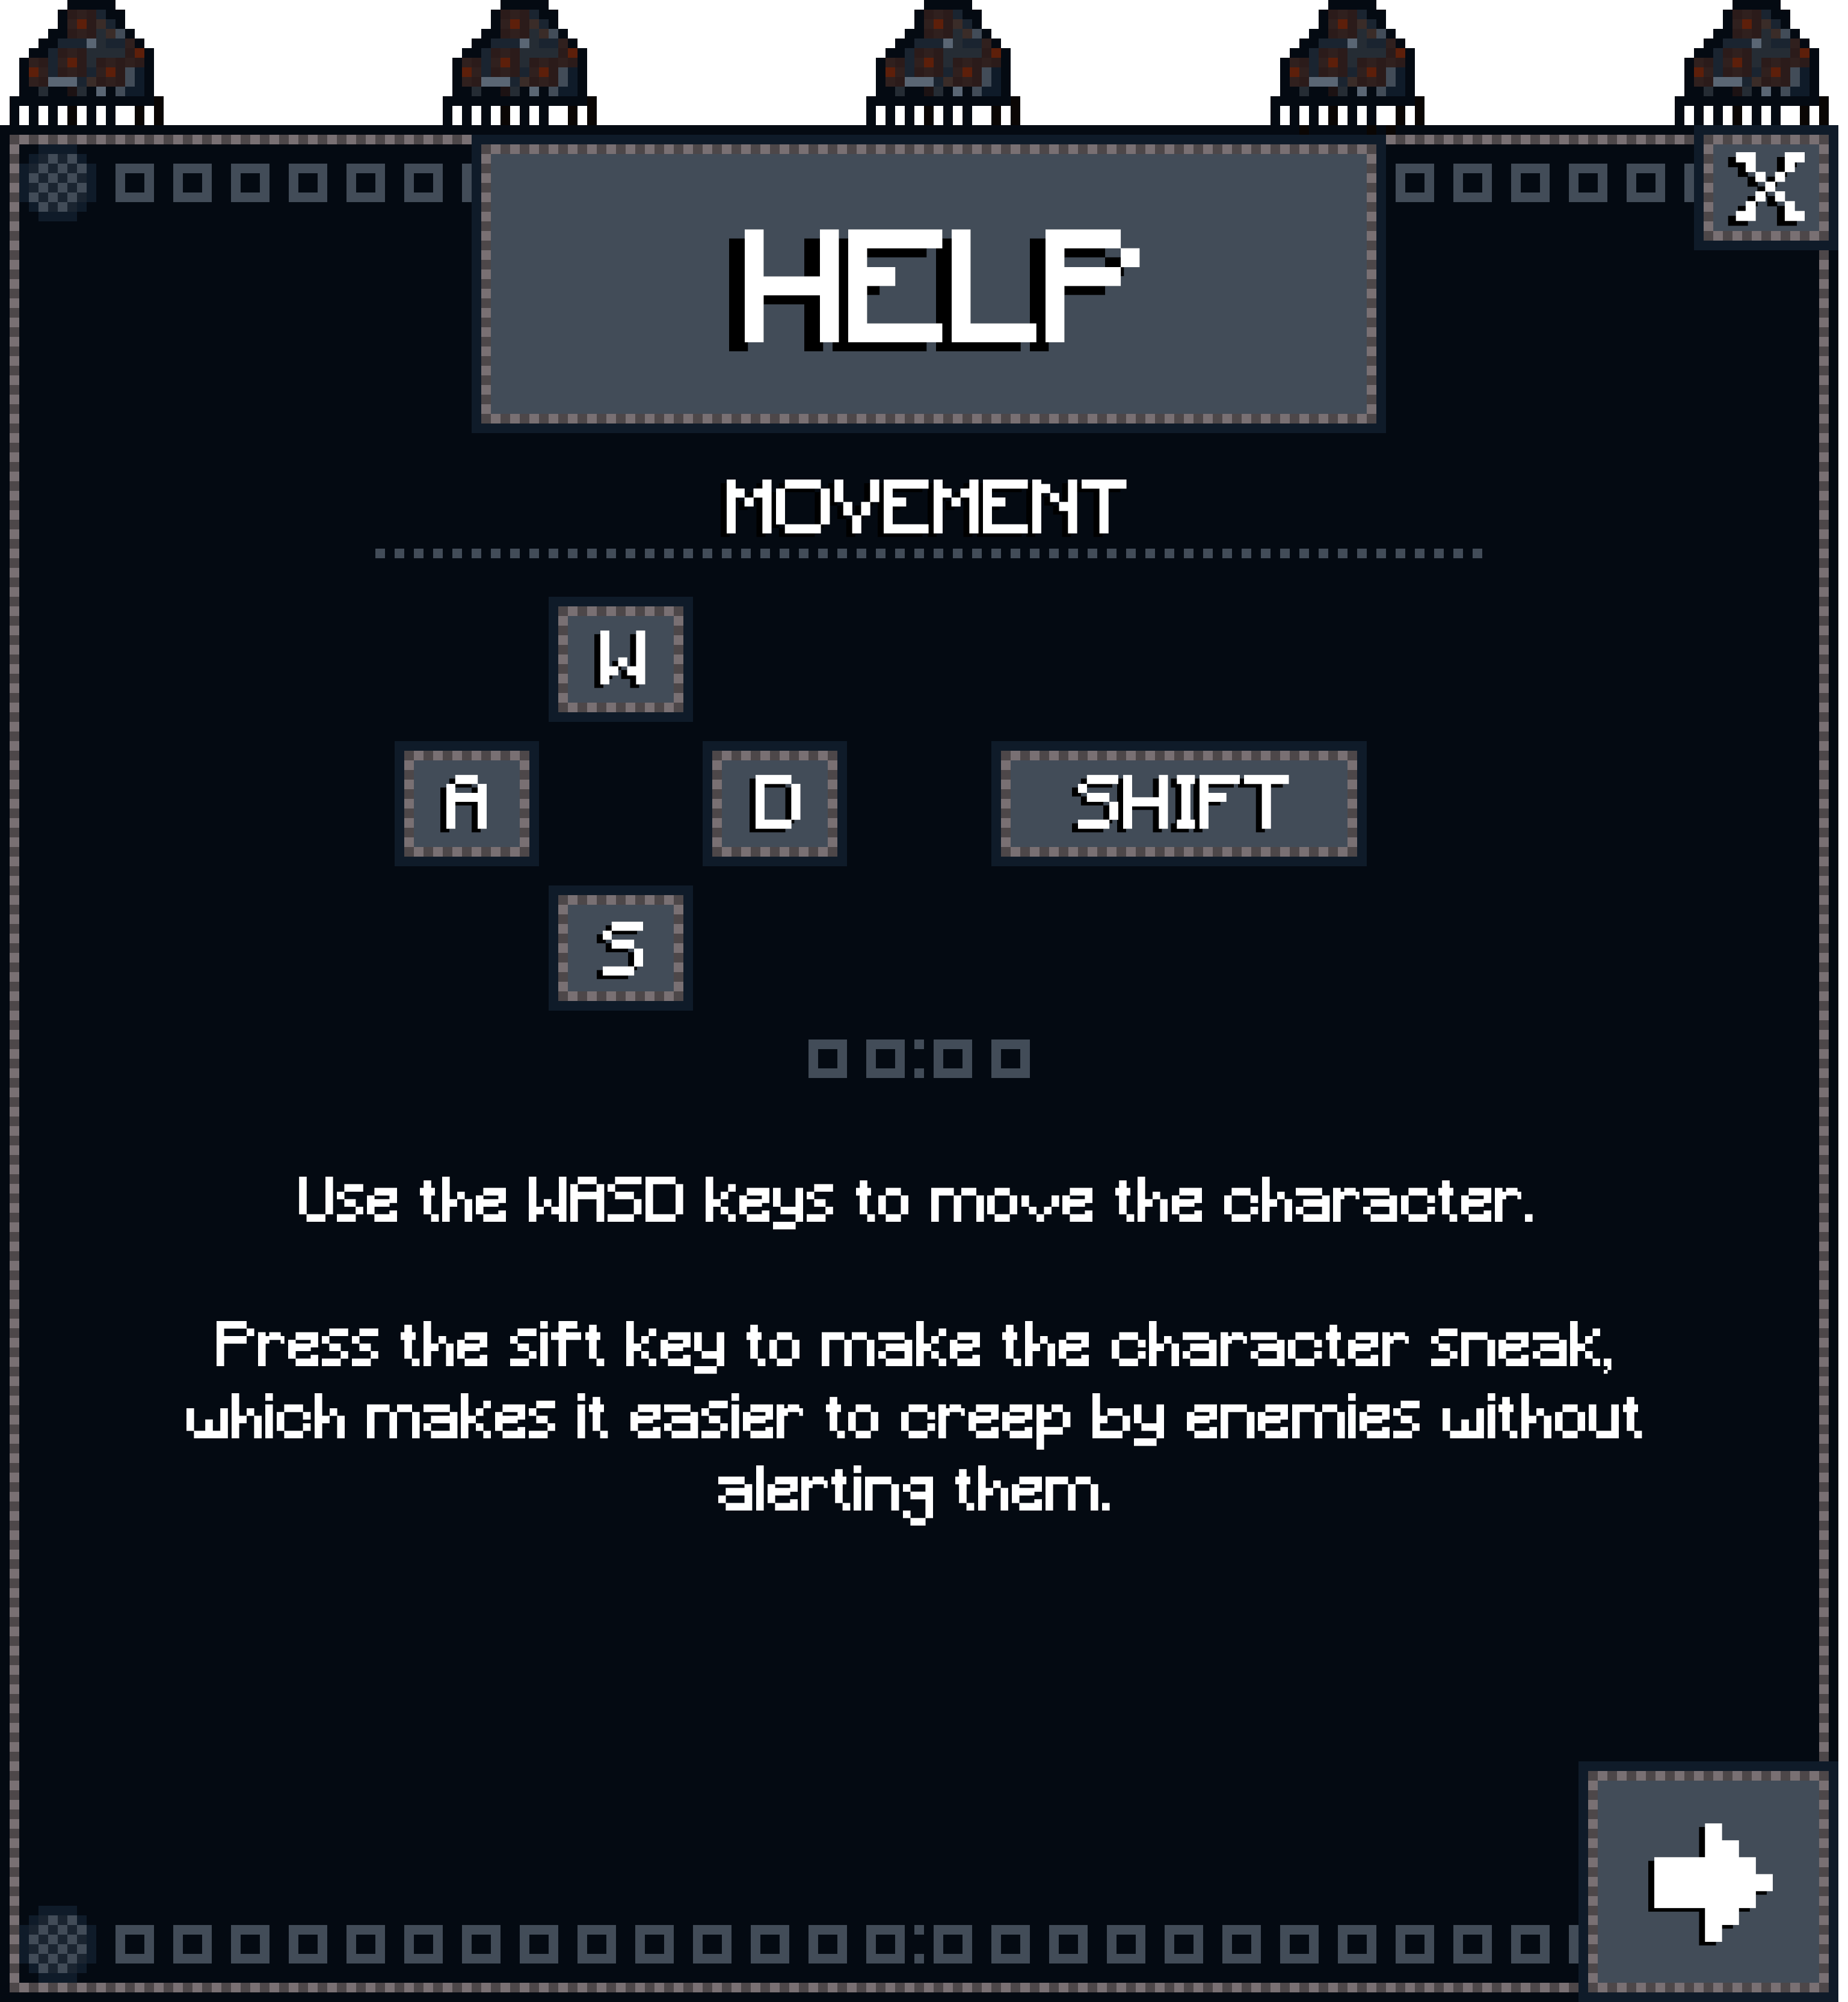 X
HELP
MOVEMENT
W
A D SHIFT
S
Use the WASD keys to move the character.
Press the sift key to make the character sneak,
which makes it easier to creep by enemies without
alerting them.